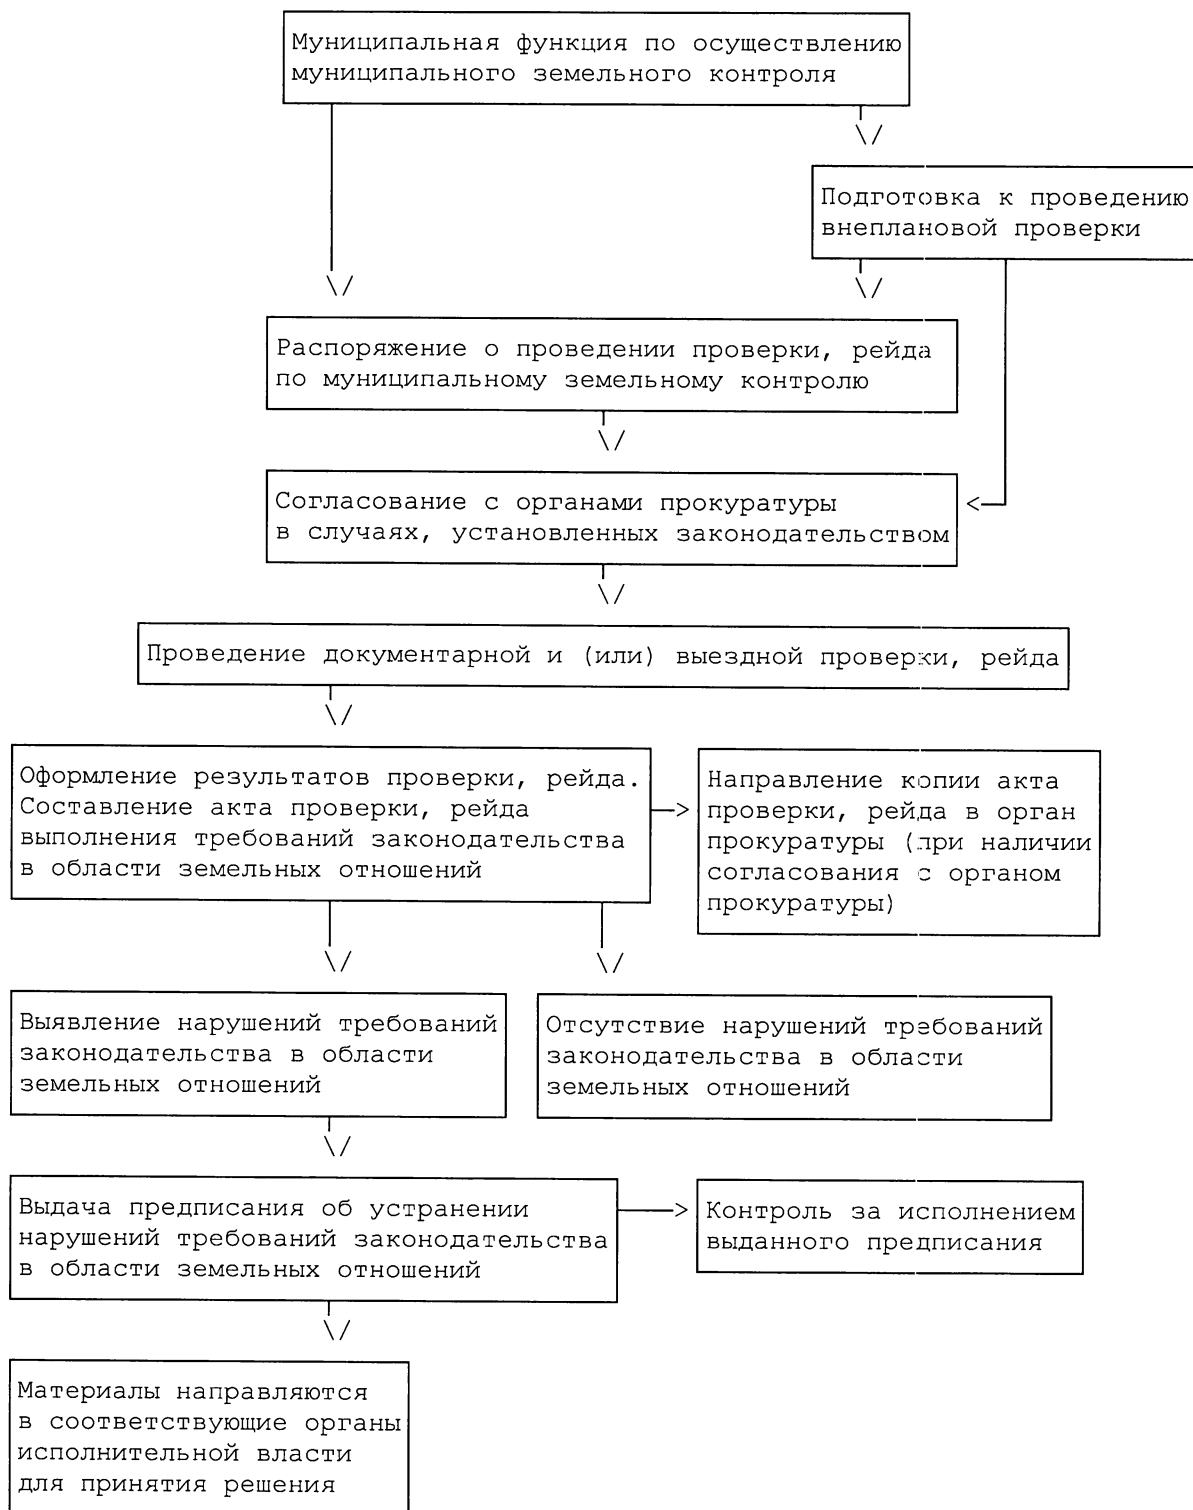 Муниципальная функция по осуществлению
муниципального земельного контроля
Подготовка к проведению
внеплановой проверки
Распоряжение о проведении проверки, рейда
по муниципальному земельному контролю
Согласование с органами прокуратуры
в случаях, установленных законодательством
Проведение документарной и (или) выездной проверки, рейда
Оформление результатов проверки, рейда.
Составление акта проверки, рейда
выполнения требований законодательства
в области земельных отношений
Направление копии акта
проверки, рейда в орган
прокуратуры (при наличии
согласования с органом
прокуратуры)
Выявление нарушений требований
законодательства в области
земельных отношений
Отсутствие нарушений требований
законодательства в области
земельных отношений
Выдача предписания об устранении
нарушений требований законодательства
в области земельных отношений
Контроль за исполнением
выданного предписания
Материалы направляются
в соответствующие органы
исполнительной власти
для принятия решения